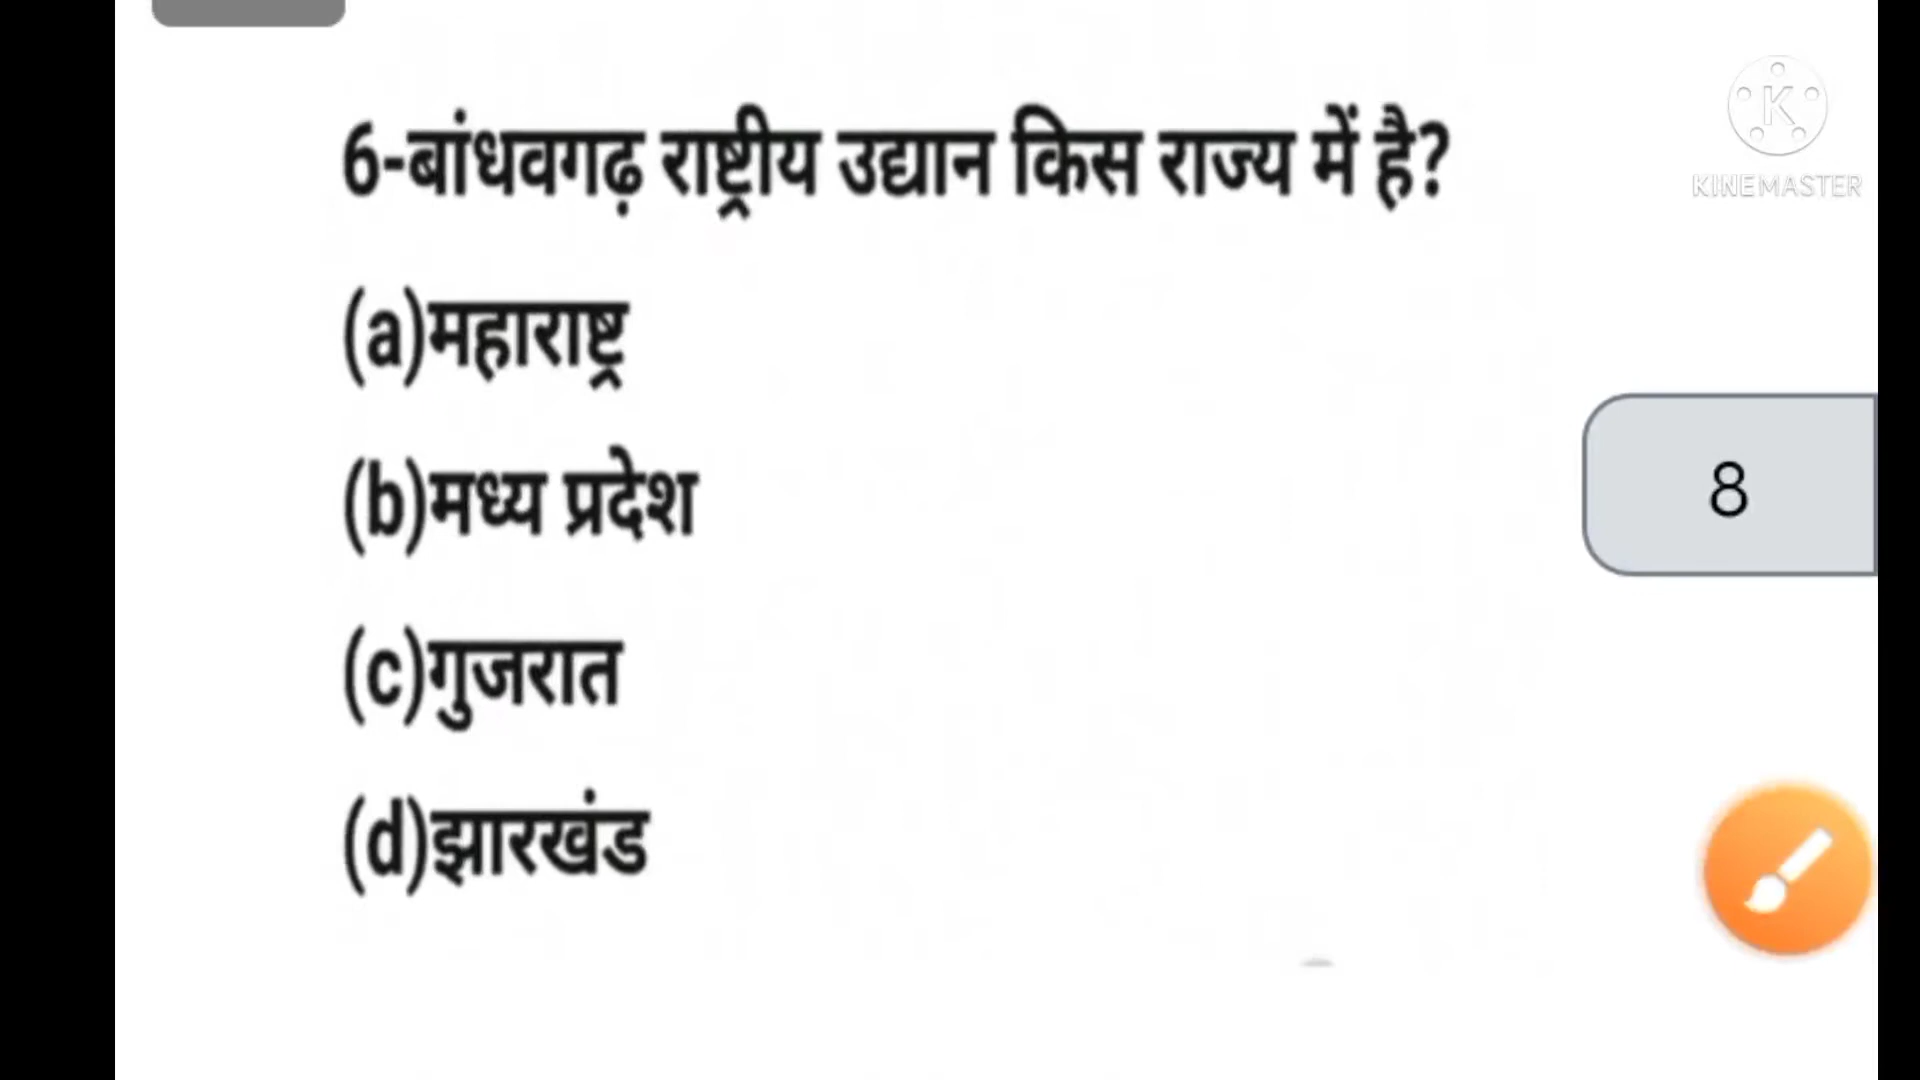 6-बांधवगढ़ राष्ट्रीय उद्यान किस राज्य में है?
(a)महाराष्ट्र
(b)मध्य प्रदेश
(c)गुजरात
(d)झारखंड
K
KINEMASTER
8